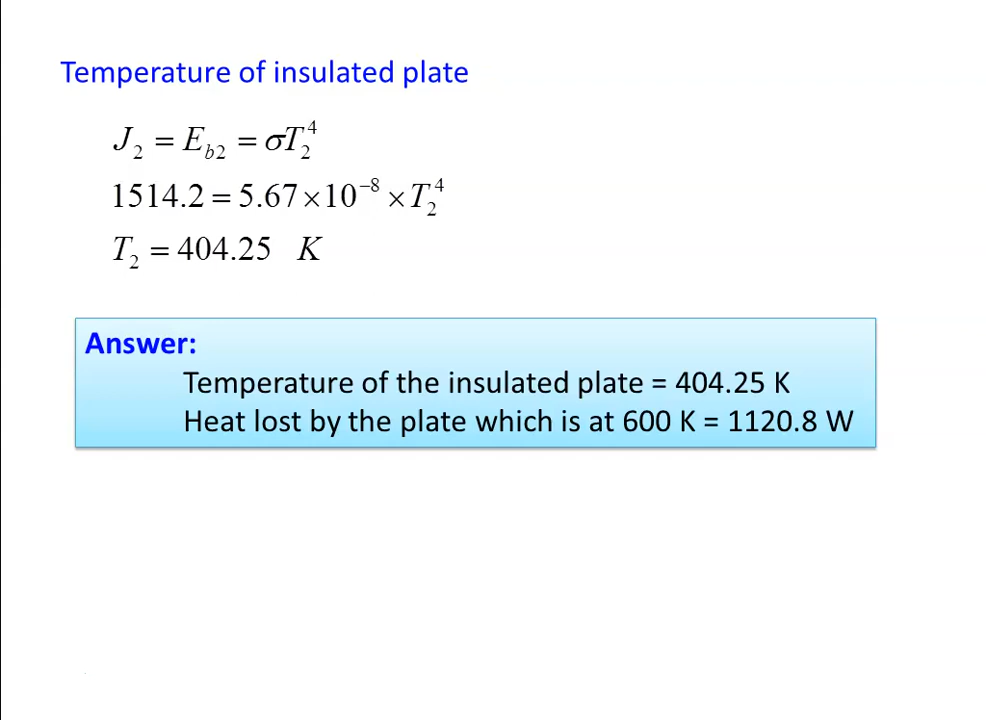 Temperature of insulated plate
J₂ = E_b2 = σT₂⁴
1514.2 = 5.67 × 10⁻⁸ × T₂⁴
T₂ = 404.25 K
Answer:
Temperature of the insulated plate = 404.25 K
Heat lost by the plate which is at 600 K = 1120.8 W